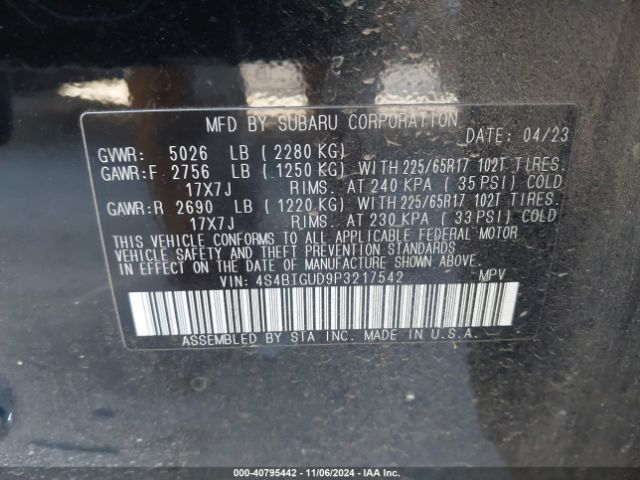 MFD BY SUBARU CORPORATION
DATE: 04/23
GVWR: 5026 LB ( 2280 KG)
GAWR:F 2756 LB ( 1250 KG) WITH 225/65R17 102T TIRES.
17X7J RIMS. AT 240 KPA ( 35 PSI) COLD
GAWR:R 2690 LB ( 1220 KG) WITH 225/65R17 102T TIRES.
17X7J RIMS. AT 230 KPA ( 33 PSI) COLD
THIS VEHICLE CONFORMS TO ALL APPLICABLE FEDERAL MOTOR
VEHICLE SAFETY AND THEFT PREVENTION STANDARDS
IN EFFECT ON THE DATE OF MANUFACTURE SHOWN ABOVE.
VIN: 4S4BTGUD9P3217542 MPV
ASSEMBLED BY SIA INC. MADE IN U.S.A.
000-40795442 - 11/06/2024 - IAA Inc.